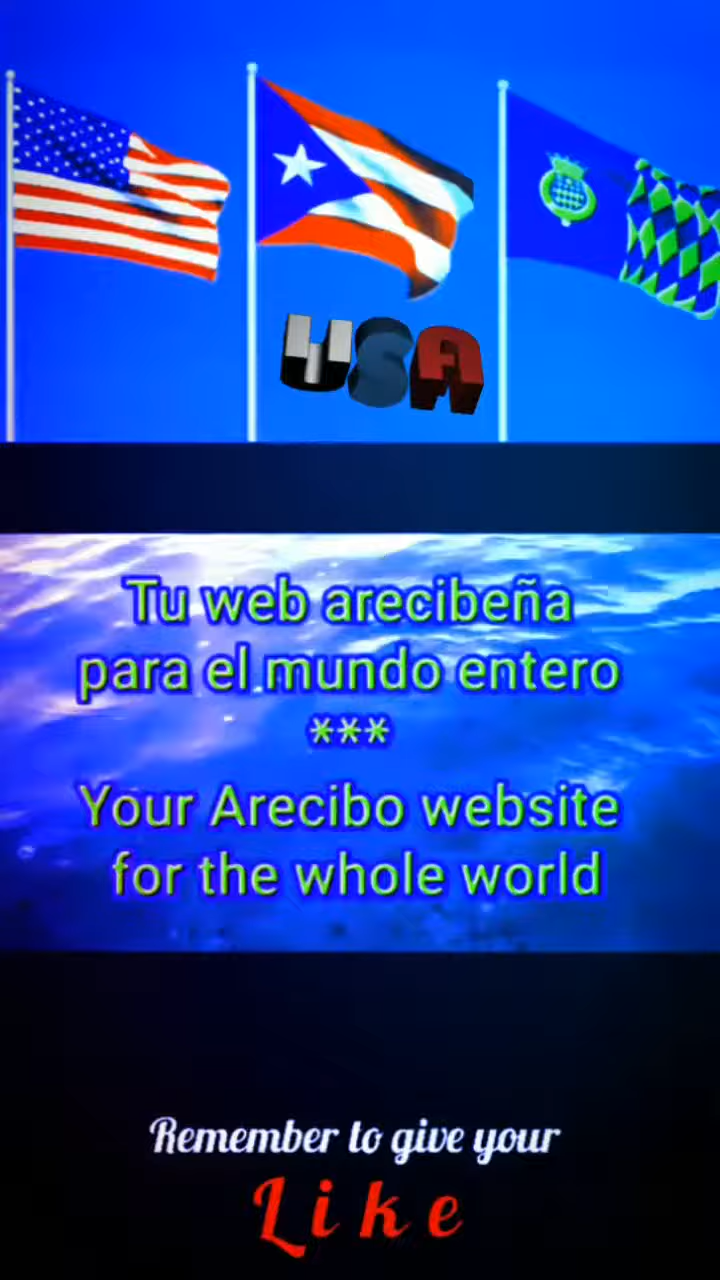 USA
Tu web arecibeña
para el mundo entero
***
Your Arecibo website
for the whole world
Remember to give your
Like